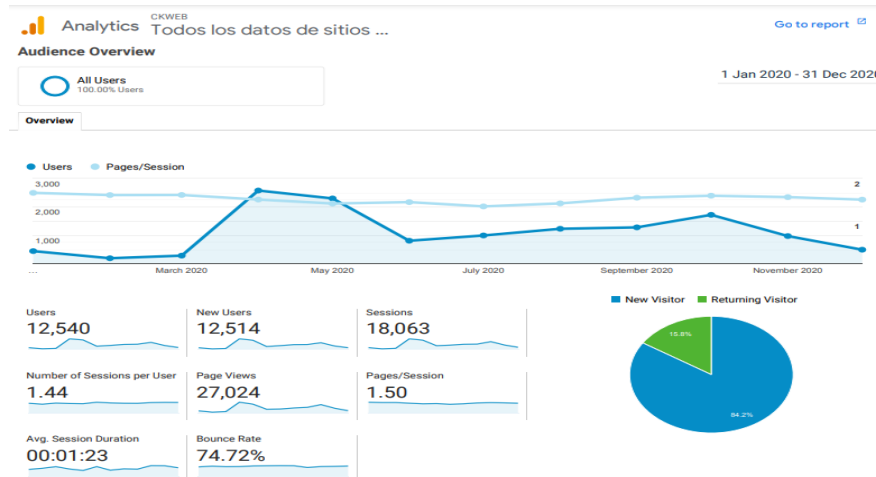 CKWEB
Analytics Todos los datos de sitios ...
Go to report
Audience Overview
All Users
100.00% Users
1 Jan 2020 - 31 Dec 2020
Overview
Users Pages/Session
3,000 2
2,000
1,000 1
... March 2020 May 2020 July 2020 September 2020 November 2020
New Visitor Returning Visitor
Users New Users Sessions
12,540 12,514 18,063
15.8%
Number of Sessions per User Page Views Pages/Session
1.44 27,024 1.50
84.2%
Avg. Session Duration Bounce Rate
00:01:23 74.72%